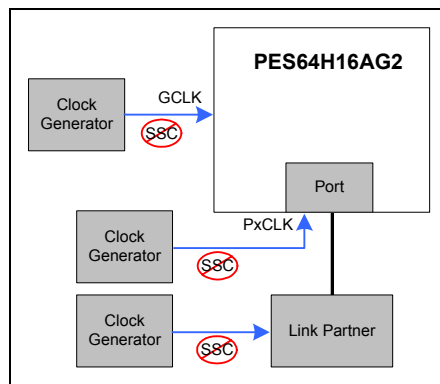 PES64H16AG2
Clock
Generator
GCLK
SSC
Port
PxCLK
Clock
Generator
SSC
Clock
Generator
SSC
Link Partner